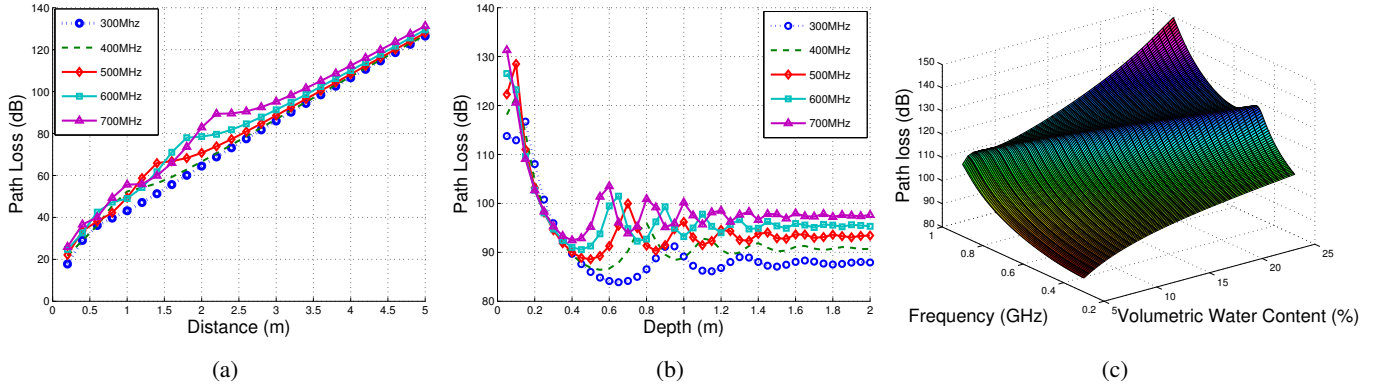 140
120
100
80
60
40
20
0
0
0.5
1
1.5
2
2.5
3
3.5
4
4.5
5
Path Loss (dB)
Distance (m)
300Mhz
400MHz
500MHz
600MHz
700MHz
(a)
140
130
120
110
100
90
80
0
0.2
0.4
0.6
0.8
1.0
1.2
1.4
1.6
1.8
2
Path Loss (dB)
Depth (m)
300MHz
400MHz
500MHz
600MHz
700MHz
(b)
150
140
130
120
110
100
90
80
Path loss (dB)
1
0.8
0.6
0.4
0.2
Frequency (GHz)
5
10
15
20
25
Volumetric Water Content (%)
(c)